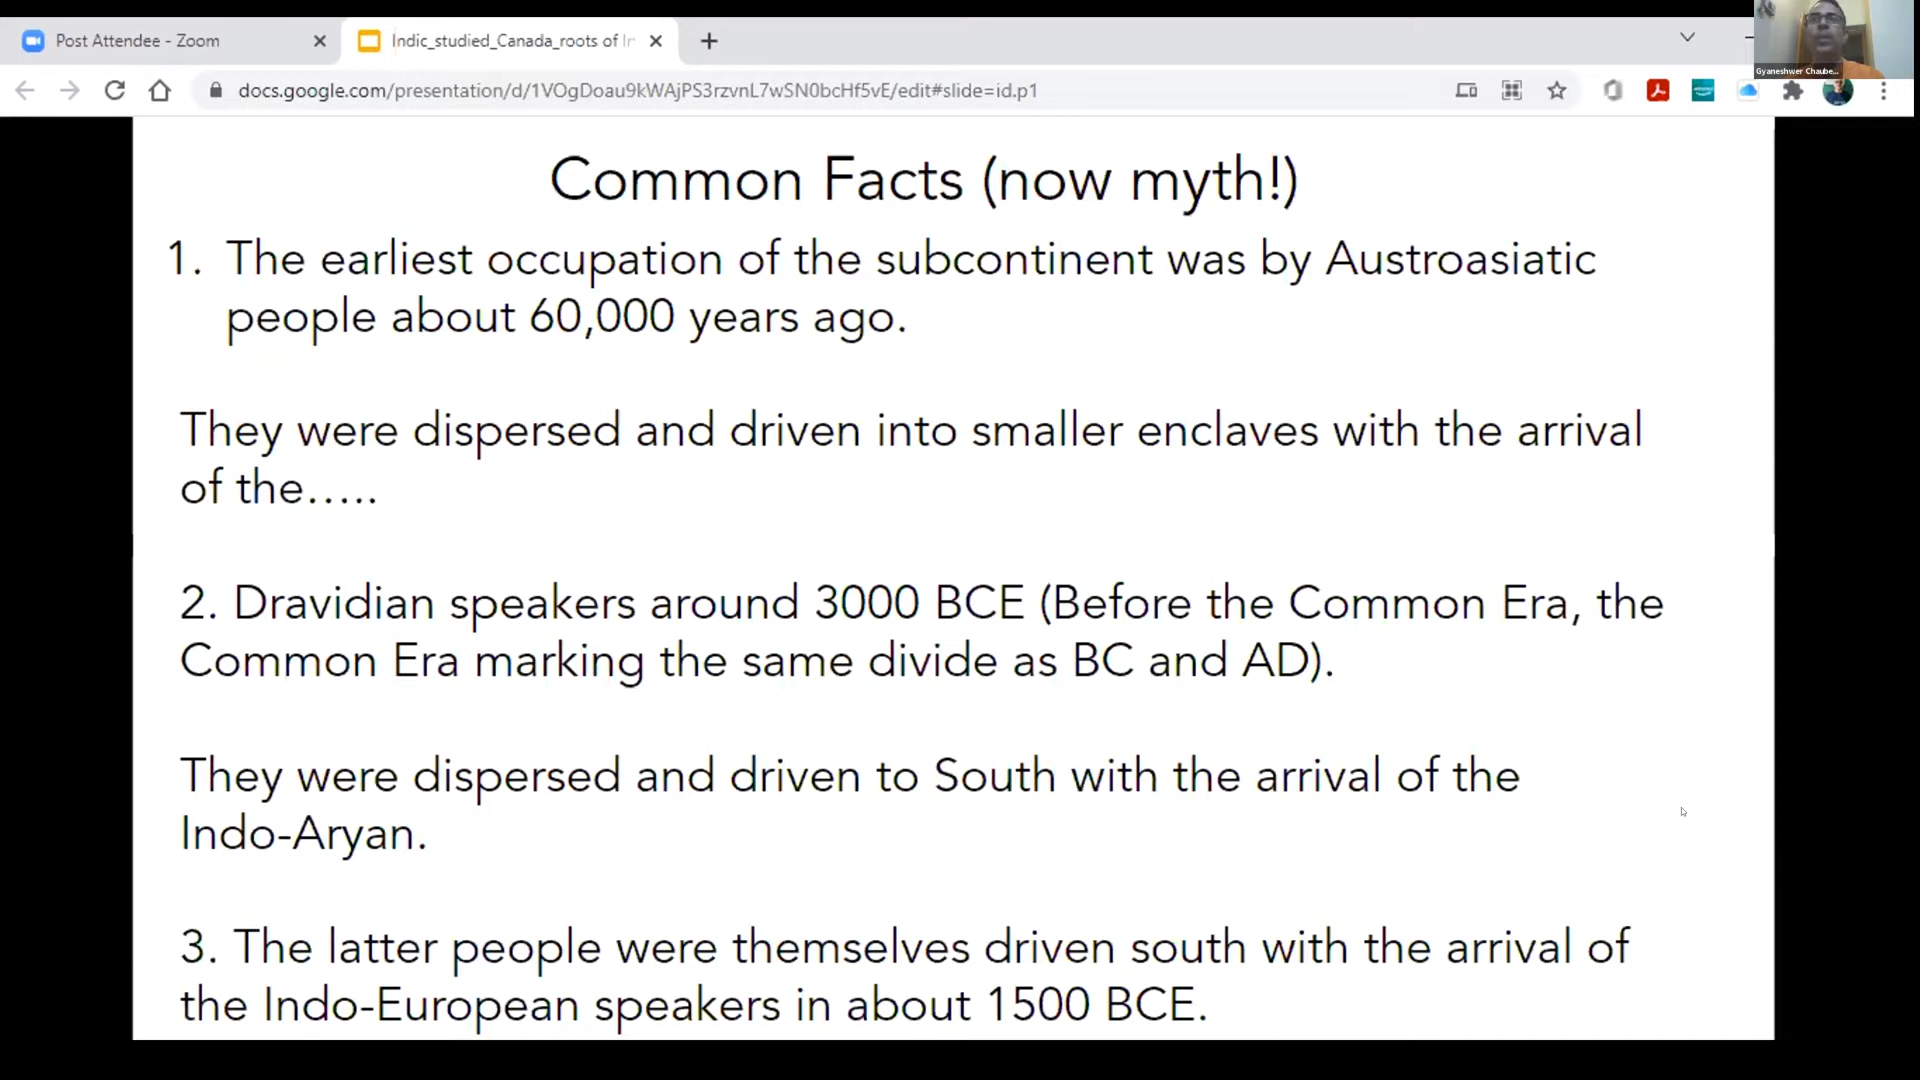 Post Attendee - Zoom
Indic_studied_Canada_roots of
Gyaneshwer Chaube...
docs.google.com/presentation/d/1VOgDoau9kWAjPS3rzvnL7wSN0bcHf5vE/edit#slide=id.p1
Common Facts (now myth!)
1. The earliest occupation of the subcontinent was by Austroasiatic
people about 60,000 years ago.
They were dispersed and driven into smaller enclaves with the arrival
of the.....
2. Dravidian speakers around 3000 BCE (Before the Common Era, the
Common Era marking the same divide as BC and AD).
They were dispersed and driven to South with the arrival of the
Indo-Aryan.
3. The latter people were themselves driven south with the arrival of
the Indo-European speakers in about 1500 BCE.